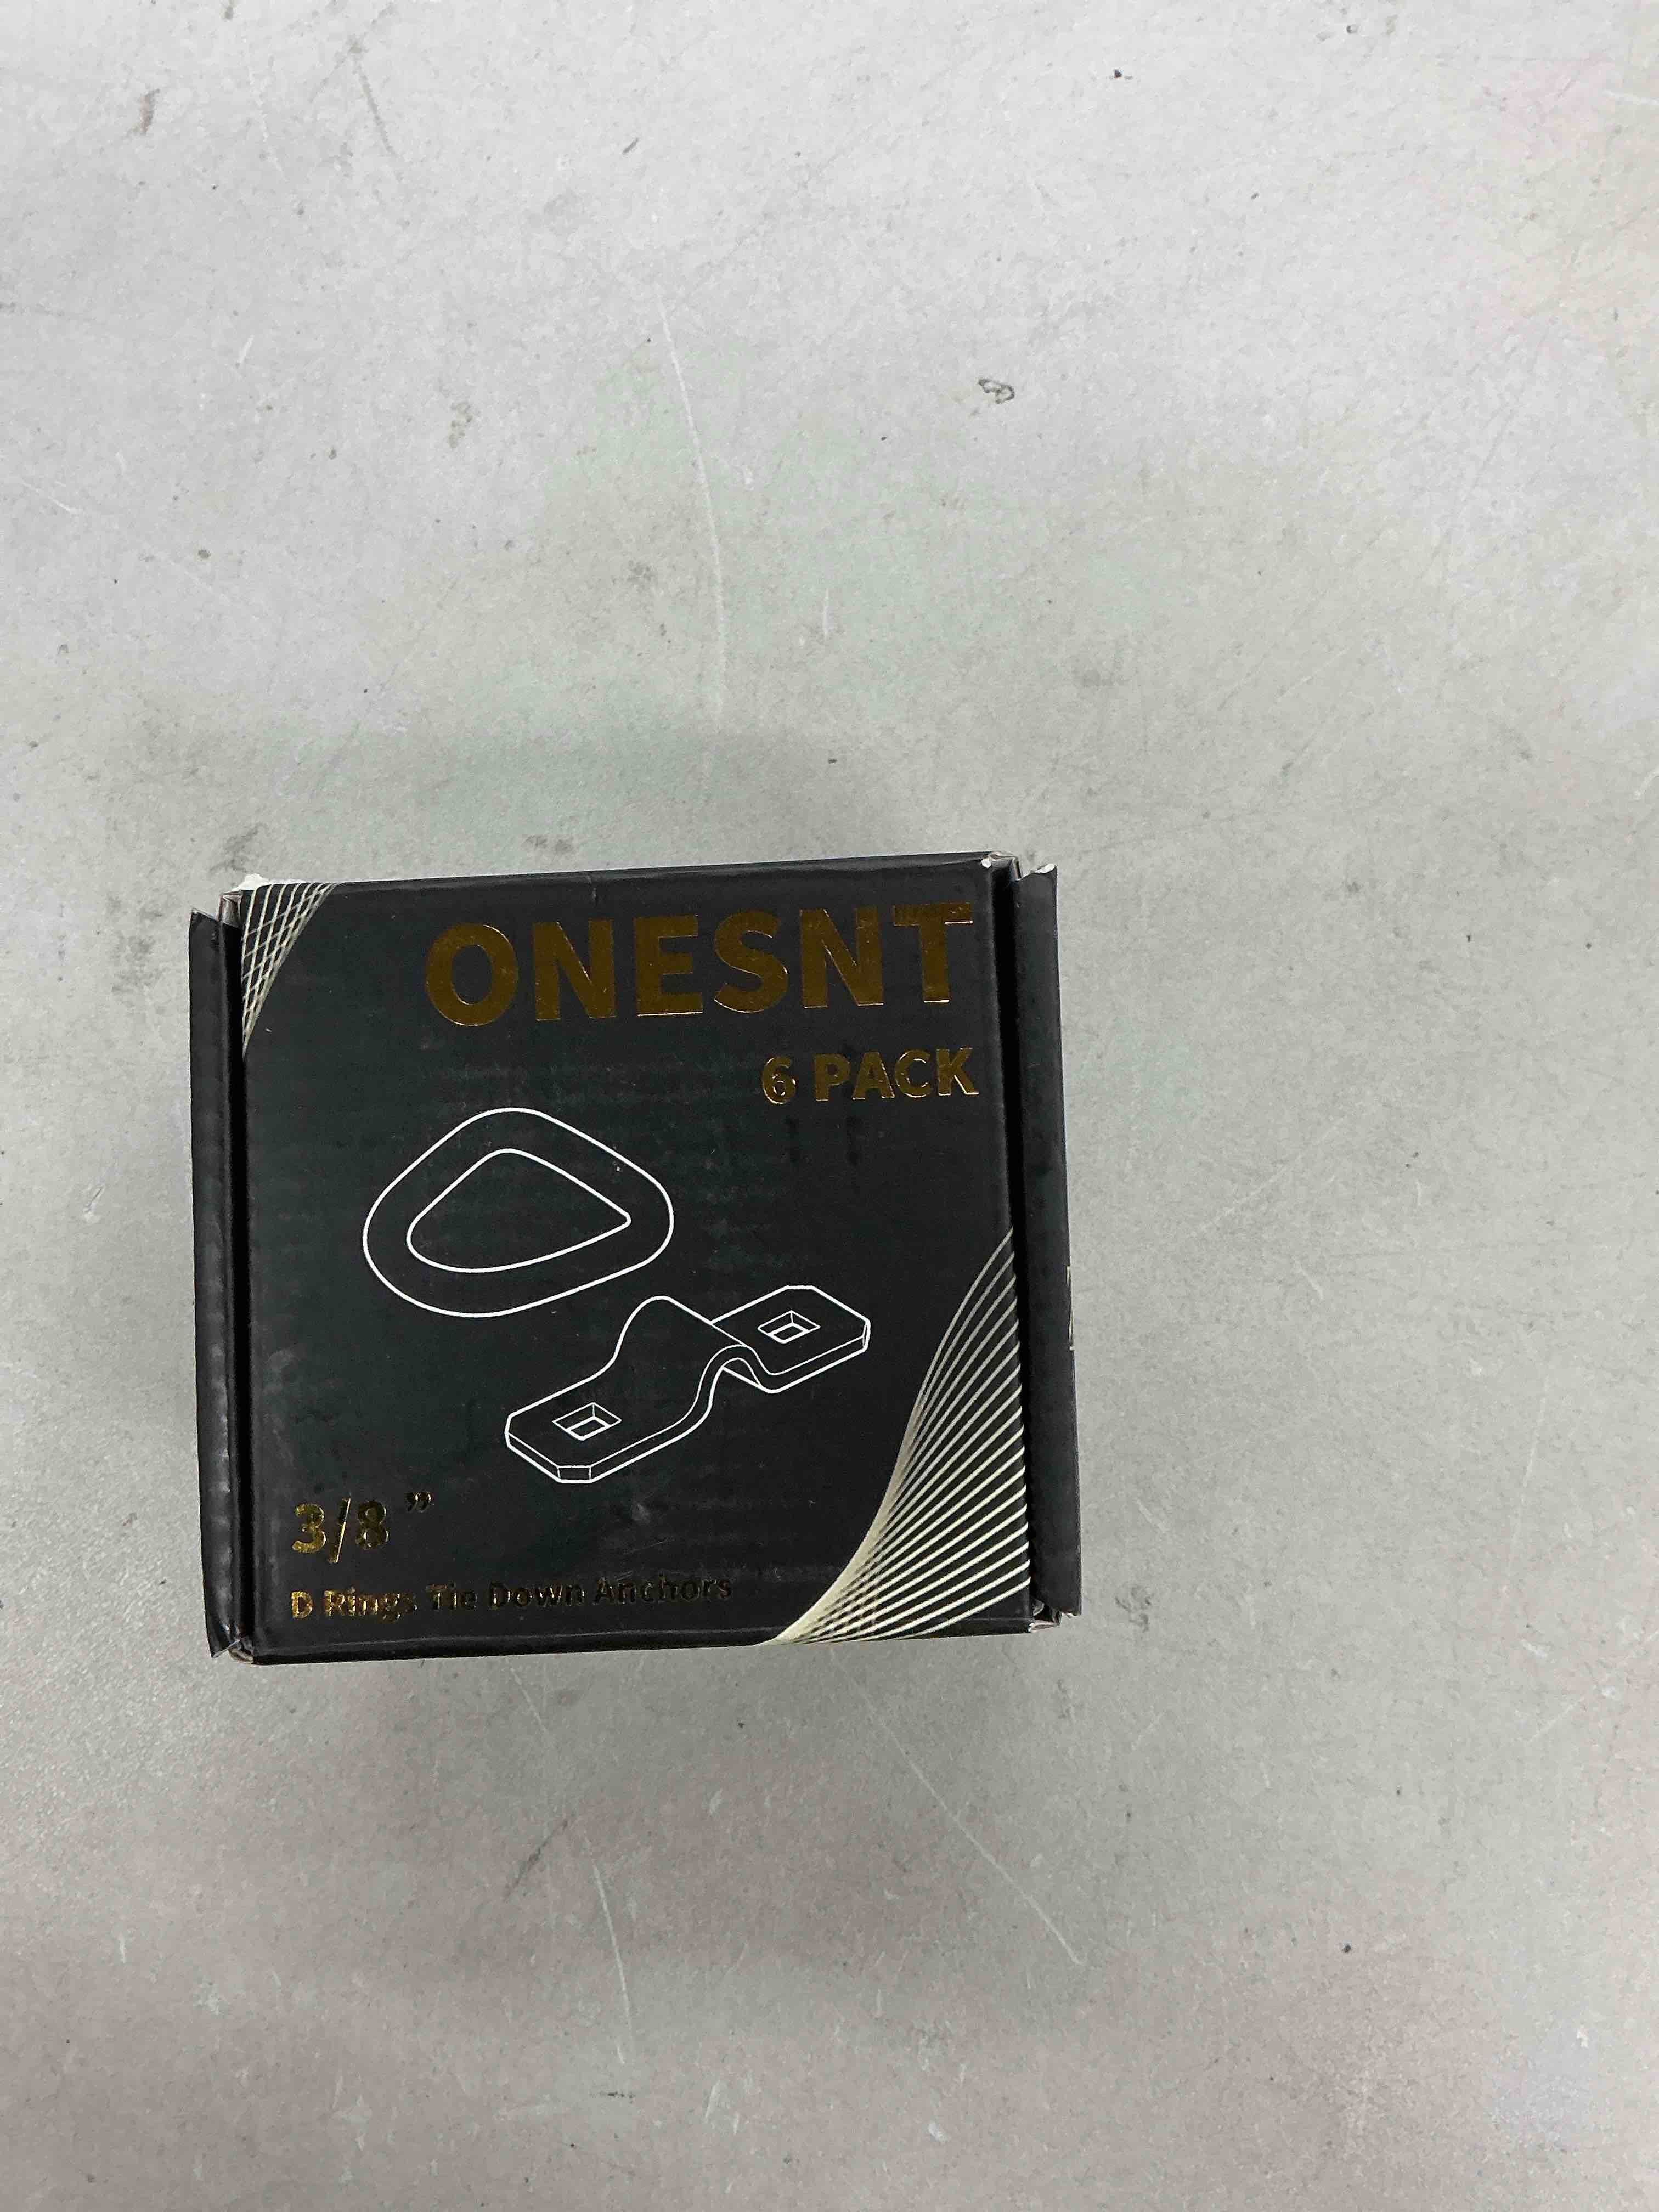 ONESNT
6 PACK
3/8”
D Rings Tie Down Anchors